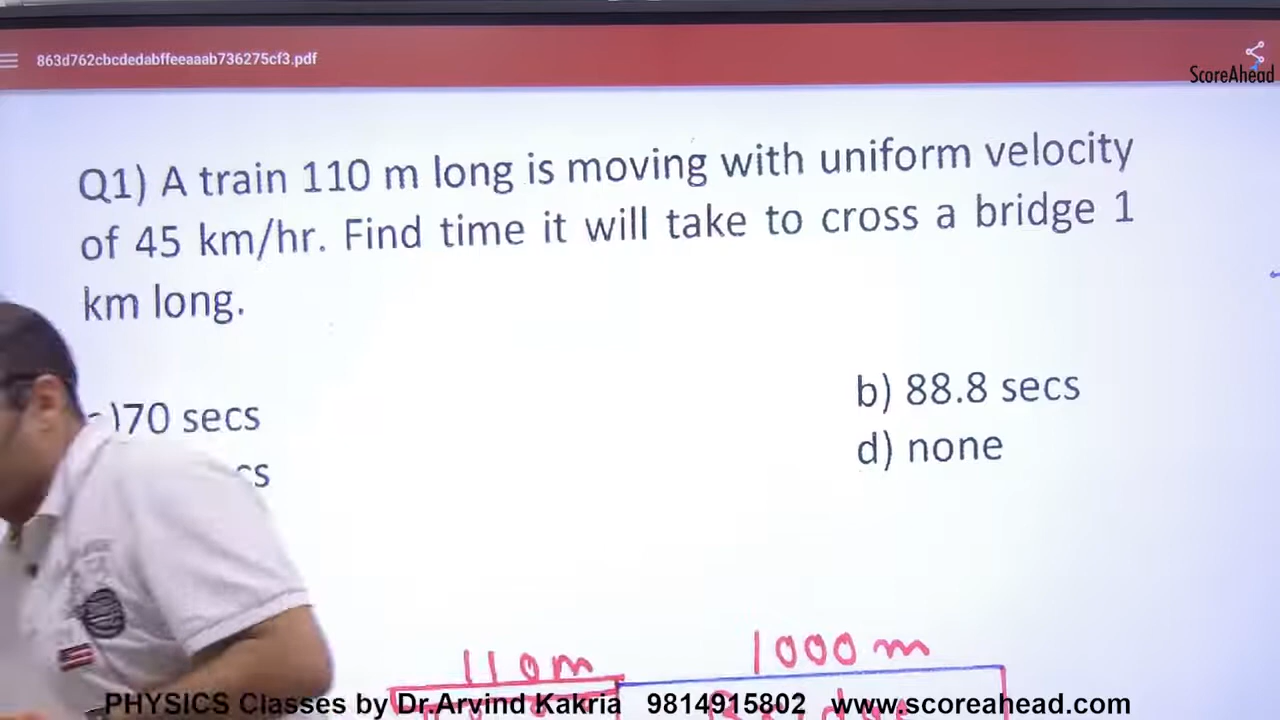 863d762cbcdedabffeeaaab736275cf3.pdf
ScoreAhead
Q1) A train 110 m long is moving with uniform velocity
of 45 km/hr. Find time it will take to cross a bridge 1
km long.
)70 secs
b) 88.8 secs
cs
d) none
110m
1000 m
PHYSICS Classes by Dr.Arvind Kakria 9814915802 www.scoreahead.com